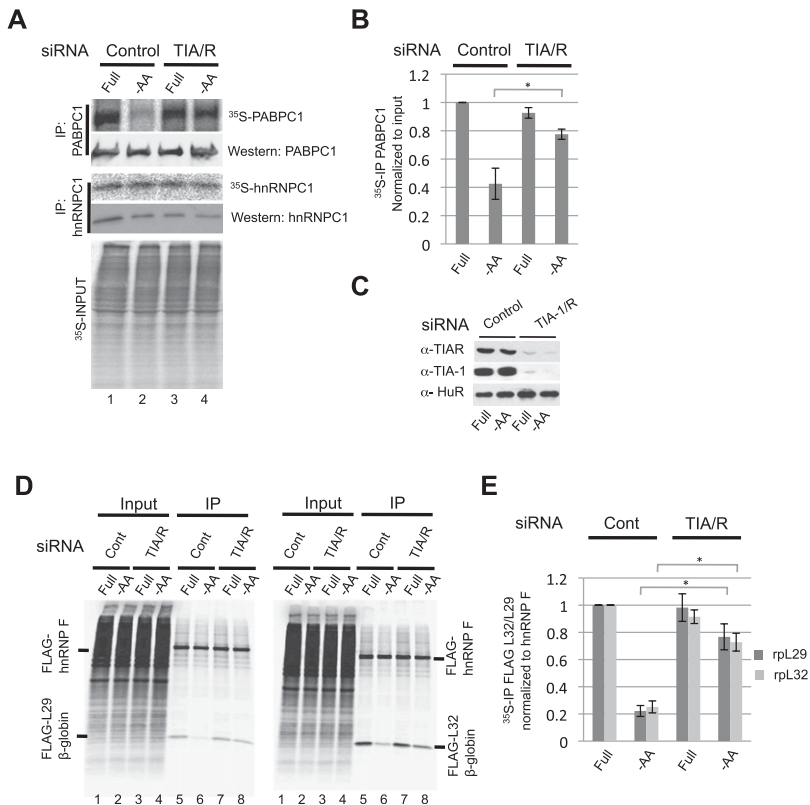 A
siRNA Control TIA/R
Full -AA Full -AA
IP: PABPC1
35S-PABPC1
Western: PABPC1
IP: hnRNPC1
35S-hnRNPC1
Western: hnRNPC1
35S-INPUT
1 2 3 4
B
siRNA Control TIA/R
35S-IP PABPC1
Normalized to input
1.2
1
0.8
0.6
0.4
0.2
0
*
Full -AA Full -AA
C
siRNA Control TIA-1/R
α-TIAR
α-TIA-1
α- HuR
Full -AA Full -AA
D
Input IP Input IP
siRNA Cont TIA/R Cont TIA/R Cont TIA/R Cont TIA/R
Full -AA Full -AA Full -AA Full -AA Full -AA Full -AA Full -AA Full -AA
FLAG-
hnRNP F
FLAG-L29
β-globin
FLAG-
hnRNP F
FLAG-L32
β-globin
1 2 3 4 5 6 7 8 1 2 3 4 5 6 7 8
E
siRNA Cont TIA/R
35S-IP FLAG L32/L29
normalized to hnRNP F
1.2
1
0.8
0.6
0.4
0.2
0
*
*
rpL29
rpL32
Full -AA Full -AA